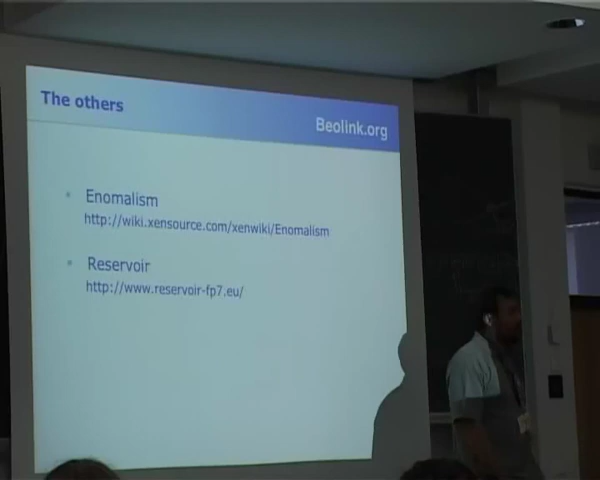 The others
Beolink.org
Enomalism
http://wiki.xensource.com/xenwiki/Enomalism
Reservoir
http://www.reservoir-fp7.eu/